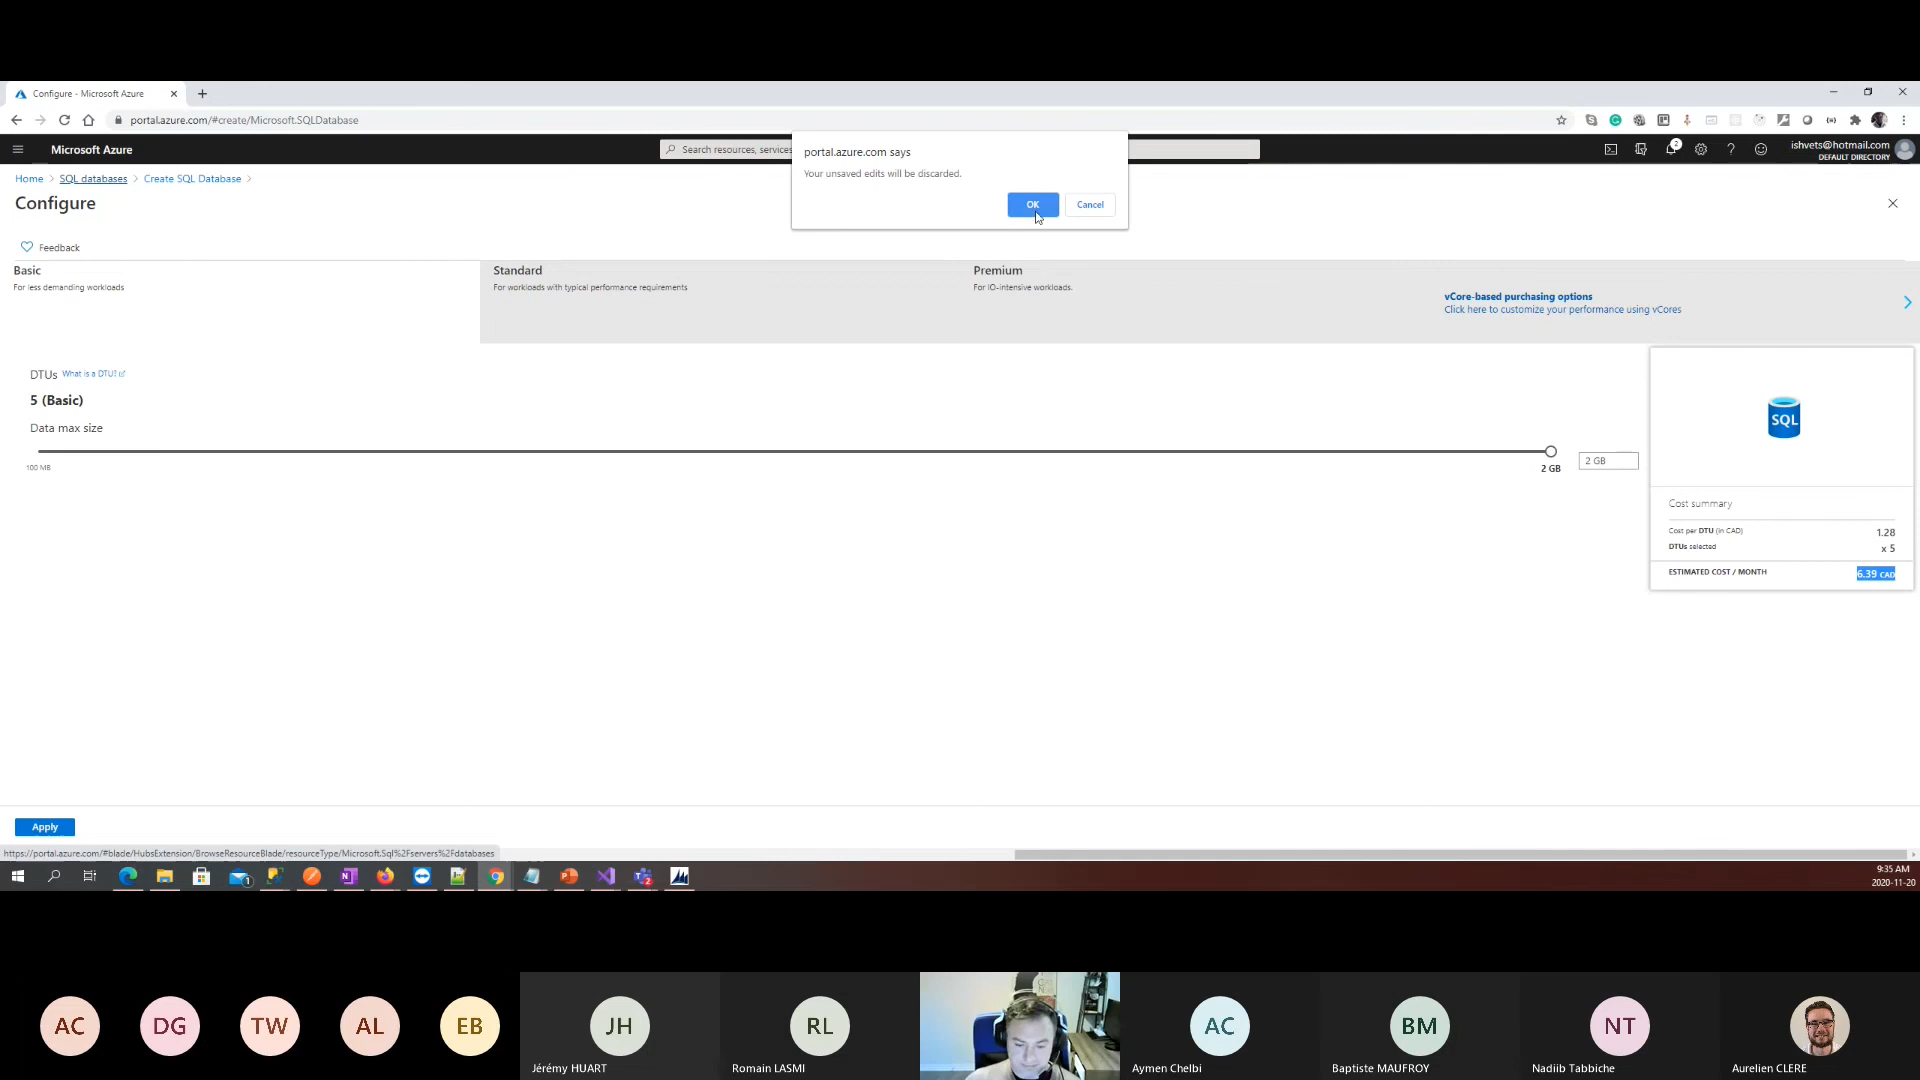 Configure - Microsoft Azure
portal.azure.com/#create/Microsoft.SQLDatabase
Microsoft Azure
Search resources, services
2
ishvets@hotmail.com
DEFAULT DIRECTORY
portal.azure.com says
Your unsaved edits will be discarded.
OK
Cancel
Home > SQL databases > Create SQL Database >
Configure
Feedback
Basic
For less demanding workloads
Standard
For workloads with typical performance requirements
Premium
For IO-intensive workloads.
vCore-based purchasing options
Click here to customize your performance using vCores
DTUs What is a DTU?
5 (Basic)
Data max size
100 MB
2 GB
2 GB
SQL
Cost summary
Cost per DTU (in CAD) 1.28
DTUs selected x 5
ESTIMATED COST / MONTH 6.39 CAD
Apply
https://portal.azure.com/#blade/HubsExtension/BrowseResourceBlade/resourceType/Microsoft.Sql%2Fservers%2Fdatabases
9:35 AM
2020-11-20
AC
DG
TW
AL
EB
JH
Jérémy HUART
RL
Romain LASMI
AC
Aymen Chelbi
BM
Baptiste MAUFROY
NT
Nadiib Tabbiche
Aurelien CLERE